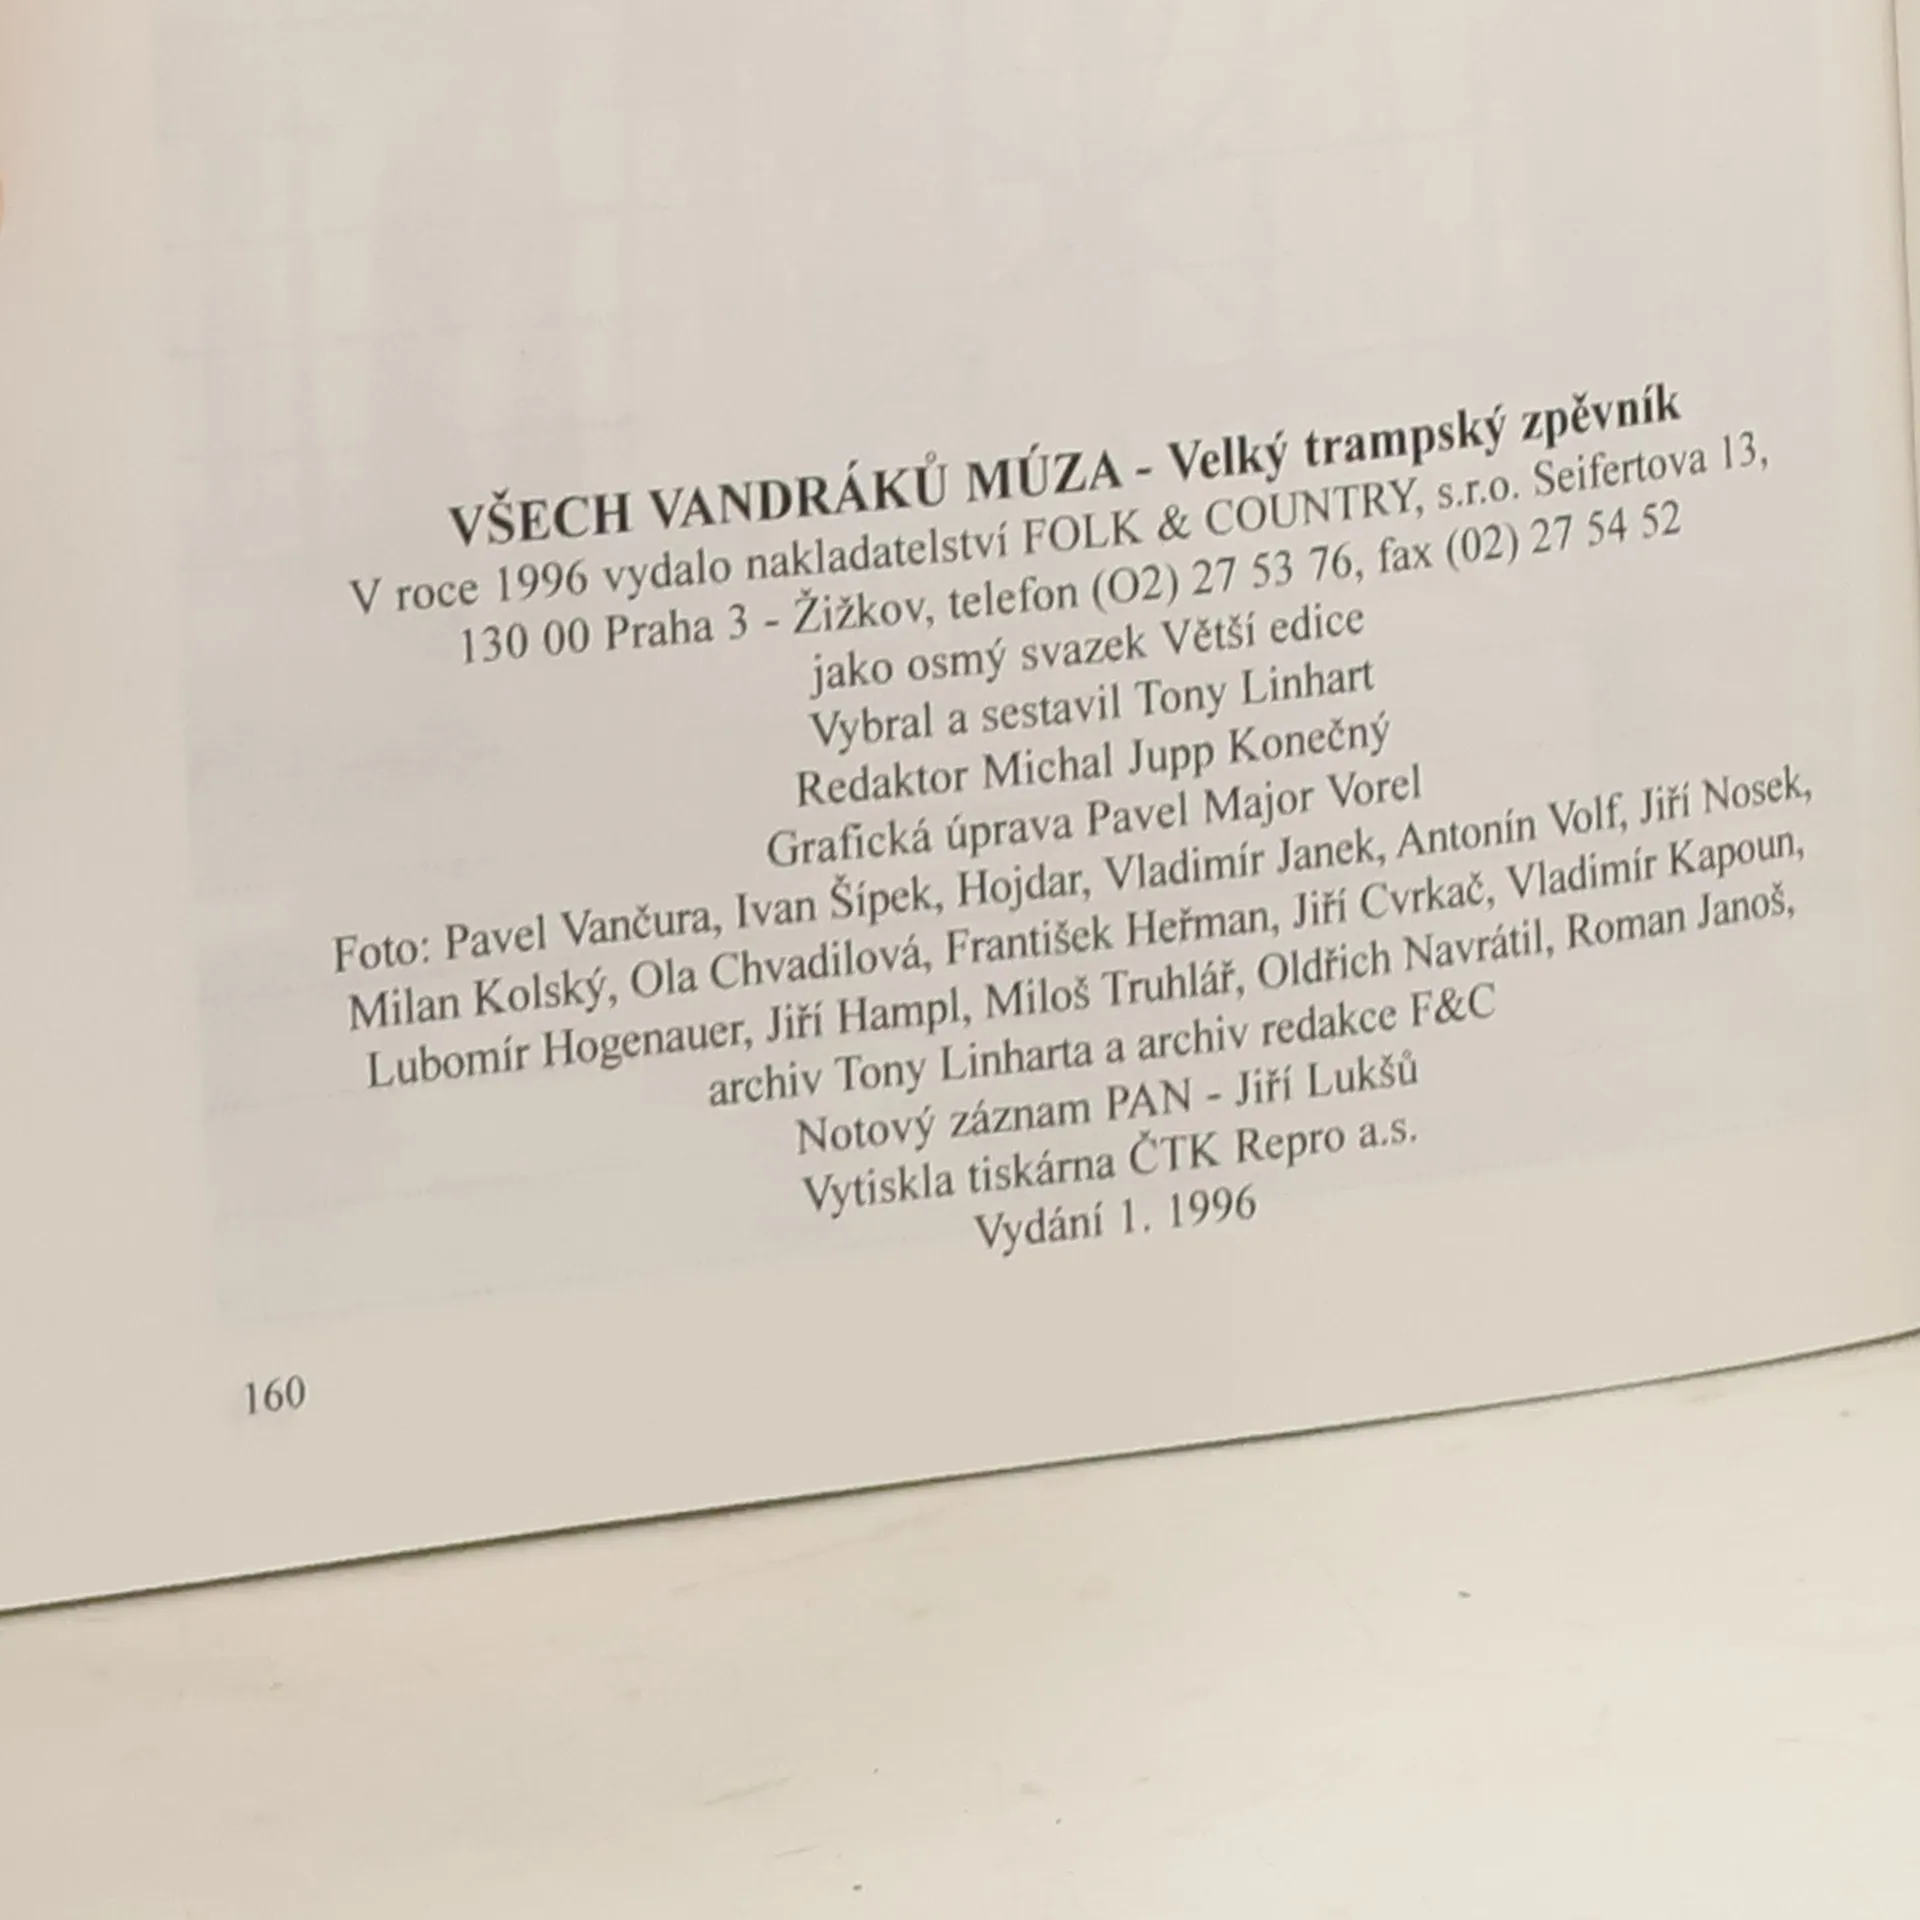 VŠECH VANDRÁKŮ MÚZA - Velký trampský zpěvník
V roce 1996 vydalo nakladatelství FOLK & COUNTRY, s.r.o. Seifertova 13,
130 00 Praha 3 - Žižkov, telefon (O2) 27 53 76, fax (02) 27 54 52
jako osmý svazek Větší edice
Vybral a sestavil Tony Linhart
Redaktor Michal Jupp Konečný
Grafická úprava Pavel Major Vorel
Foto: Pavel Vančura, Ivan Šípek, Hojdar, Vladimír Janek, Antonín Volf, Jiří Nosek,
Milan Kolský, Ola Chvadilová, František Heřman, Jiří Cvrkač, Vladimír Kapoun,
Lubomír Hogenauer, Jiří Hampl, Miloš Truhlář, Oldřich Navrátil, Roman Janoš,
archiv Tony Linharta a archiv redakce F&C
Notový záznam PAN - Jiří Lukšů
Vytiskla tiskárna ČTK Repro a.s.
Vydání 1. 1996
160